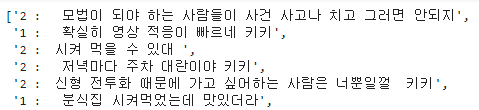 ['2 :  모법이 되야 하는 사람들이 사건 사고나 치고 그러면 안되지',
'1 :  확실히 영상 적응이 빠르네 키키',
'2 : 시켜 먹을 수 있대 ',
'2 :  저녁마다 주차 대란이야 키키',
'2 : 신형 전투화 때문에 가고 싶어하는 사람은 너뿐일껄  키키',
'1 :  분식집 시켜먹었는데 맛있더라',